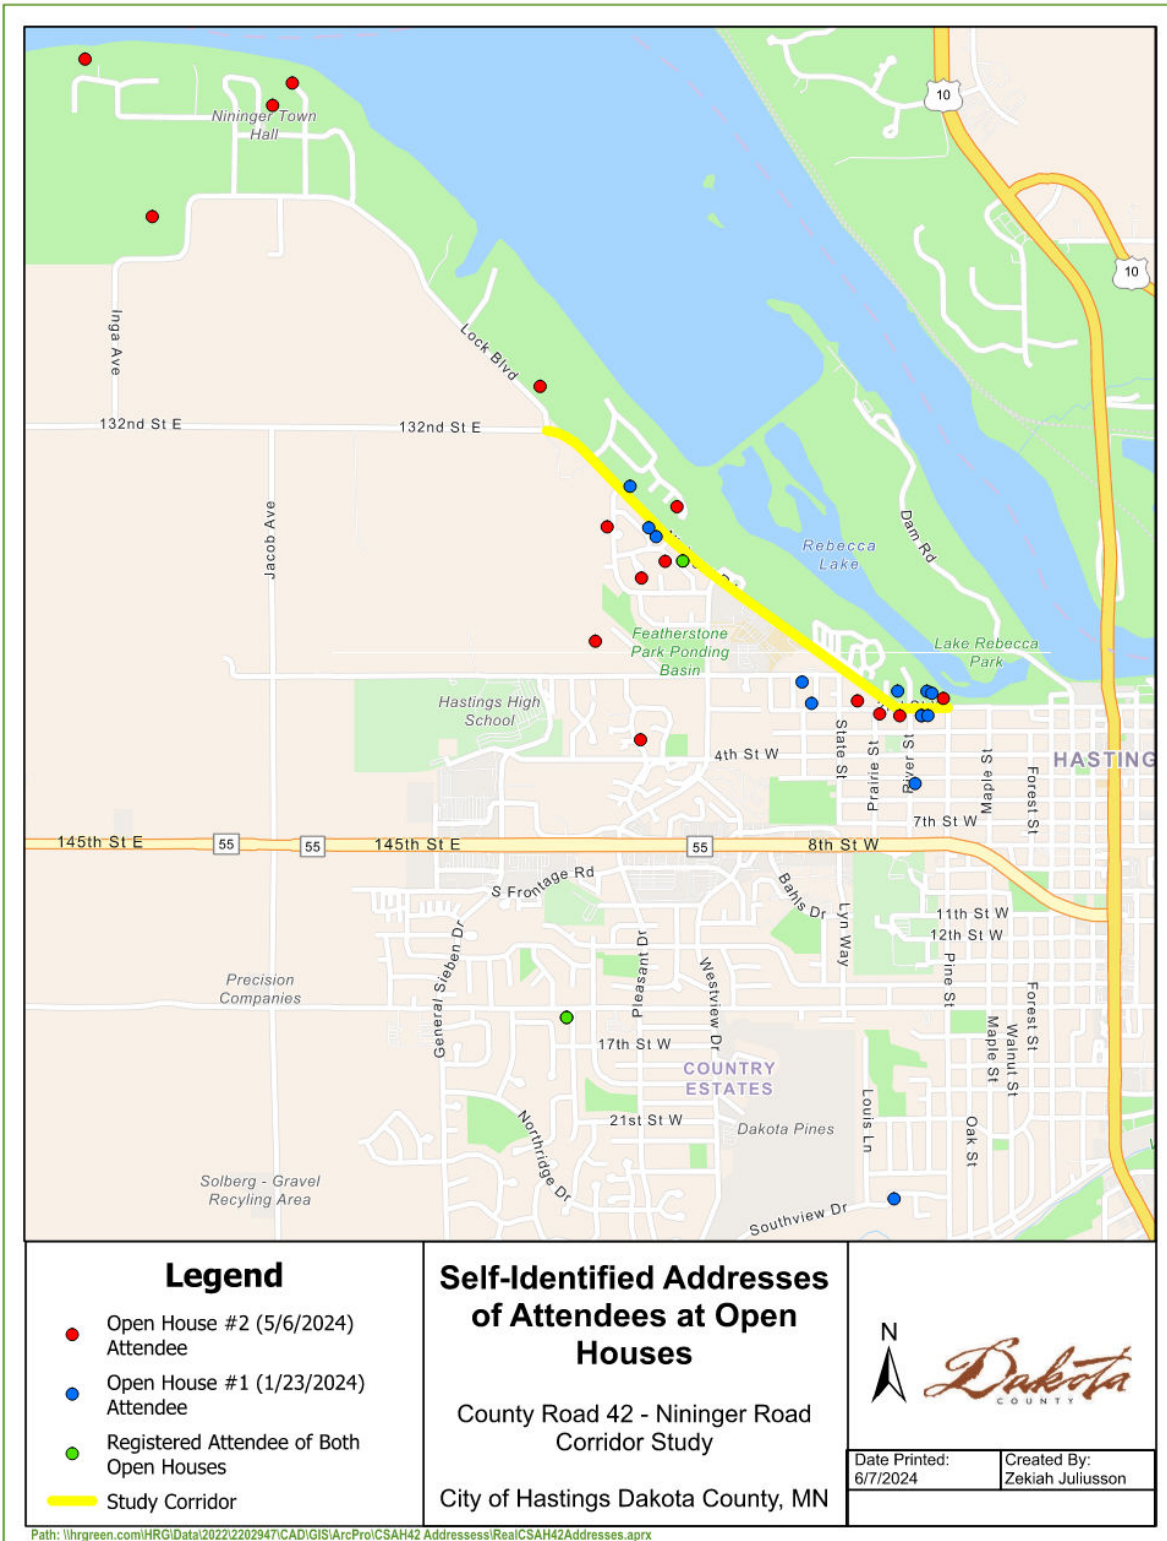 10
Nininger Town
Hall
10
Inga Ave
Lock Blvd
132nd St E
132nd St E
Jacob Ave
Dam Rd
Rebecca
Lake
Featherstone
Park Ponding
Basin
Lake Rebecca
Park
Hastings High
School
State St
Prairie St
River St
4th St W
Maple St
Forest St
HASTING
7th St W
145th St E
55
55
145th St E
55
8th St W
S Frontage Rd
Bahls Dr
Lyn Way
11th St W
12th St W
General Sieben Dr
Pleasant Dr
Westview Dr
Pine St
Precision
Companies
Forest St
Maple St
Walnut St
17th St W
COUNTRY
ESTATES
Louis Ln
21st St W
Dakota Pines
Oak St
Northridge Dr
Solberg - Gravel
Recyling Area
Southview Dr
Legend
Open House #2 (5/6/2024)
Attendee
Open House #1 (1/23/2024)
Attendee
Registered Attendee of Both
Open Houses
Study Corridor
Self-Identified Addresses
of Attendees at Open
Houses
County Road 42 - Nininger Road
Corridor Study
City of Hastings Dakota County, MN
N
Dakota
COUNTY
Date Printed:
6/7/2024
Created By:
Zekiah Juliusson
Path: \\hrgreen.com\HRG\Data\2022\2202947\CAD\GIS\ArcPro\CSAH42 Addressess\RealCSAH42Addresses.aprx